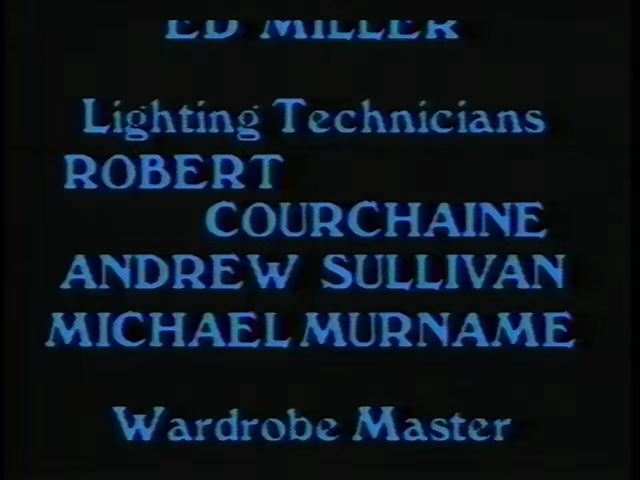 ED MILLER
Lighting Technicians
ROBERT
COURCHAINE
ANDREW SULLIVAN
MICHAEL MURNAME
Wardrobe Master